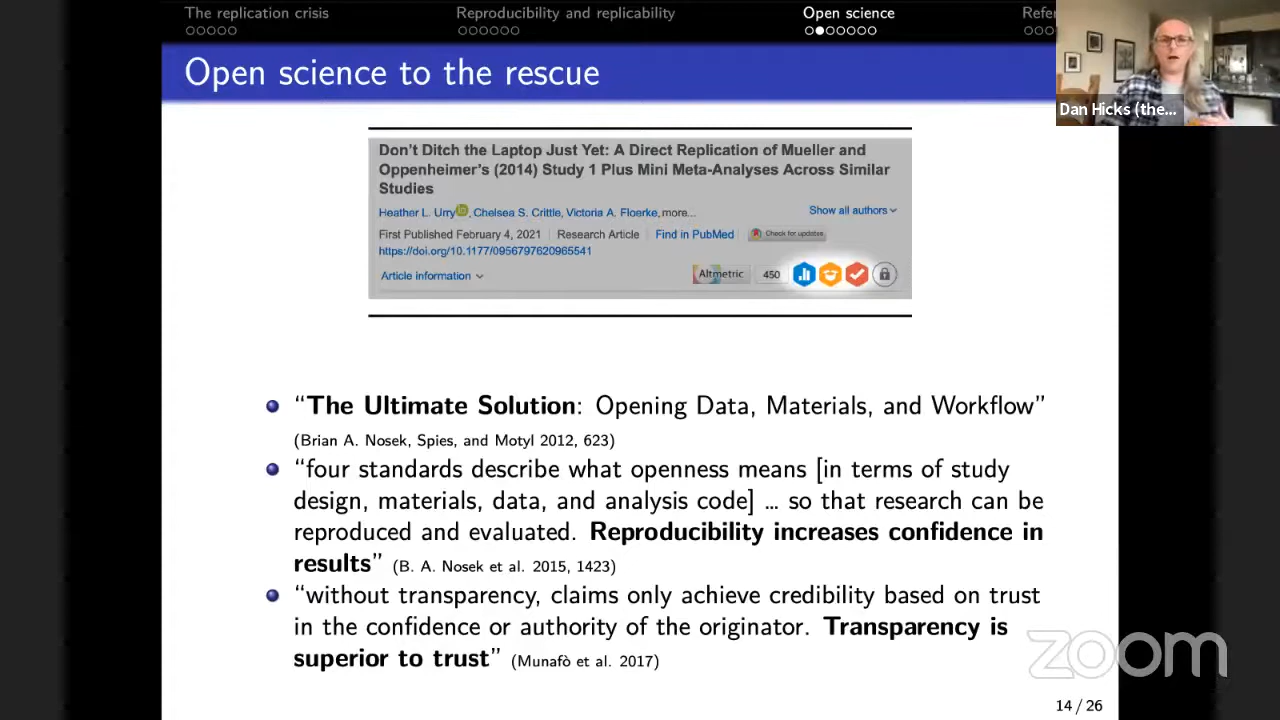 The replication crisis
Reproducibility and replicability
Open science
Refer
Open science to the rescue
Dan Hicks (the...
Don't Ditch the Laptop Just Yet: A Direct Replication of Mueller and
Oppenheimer's (2014) Study 1 Plus Mini Meta-Analyses Across Similar
Studies
Heather L. Urry, Chelsea S. Crittle, Victoria A. Floerke, more...
Show all authors
First Published February 4, 2021 | Research Article | Find in PubMed
Check for updates
https://doi.org/10.1177/0956797620965541
Article information
Altmetric 450
“The Ultimate Solution: Opening Data, Materials, and Workflow”
(Brian A. Nosek, Spies, and Motyl 2012, 623)
“four standards describe what openness means [in terms of study
design, materials, data, and analysis code] … so that research can be
reproduced and evaluated. Reproducibility increases confidence in
results” (B. A. Nosek et al. 2015, 1423)
“without transparency, claims only achieve credibility based on trust
in the confidence or authority of the originator. Transparency is
superior to trust” (Munafò et al. 2017)
zoom
14 / 26